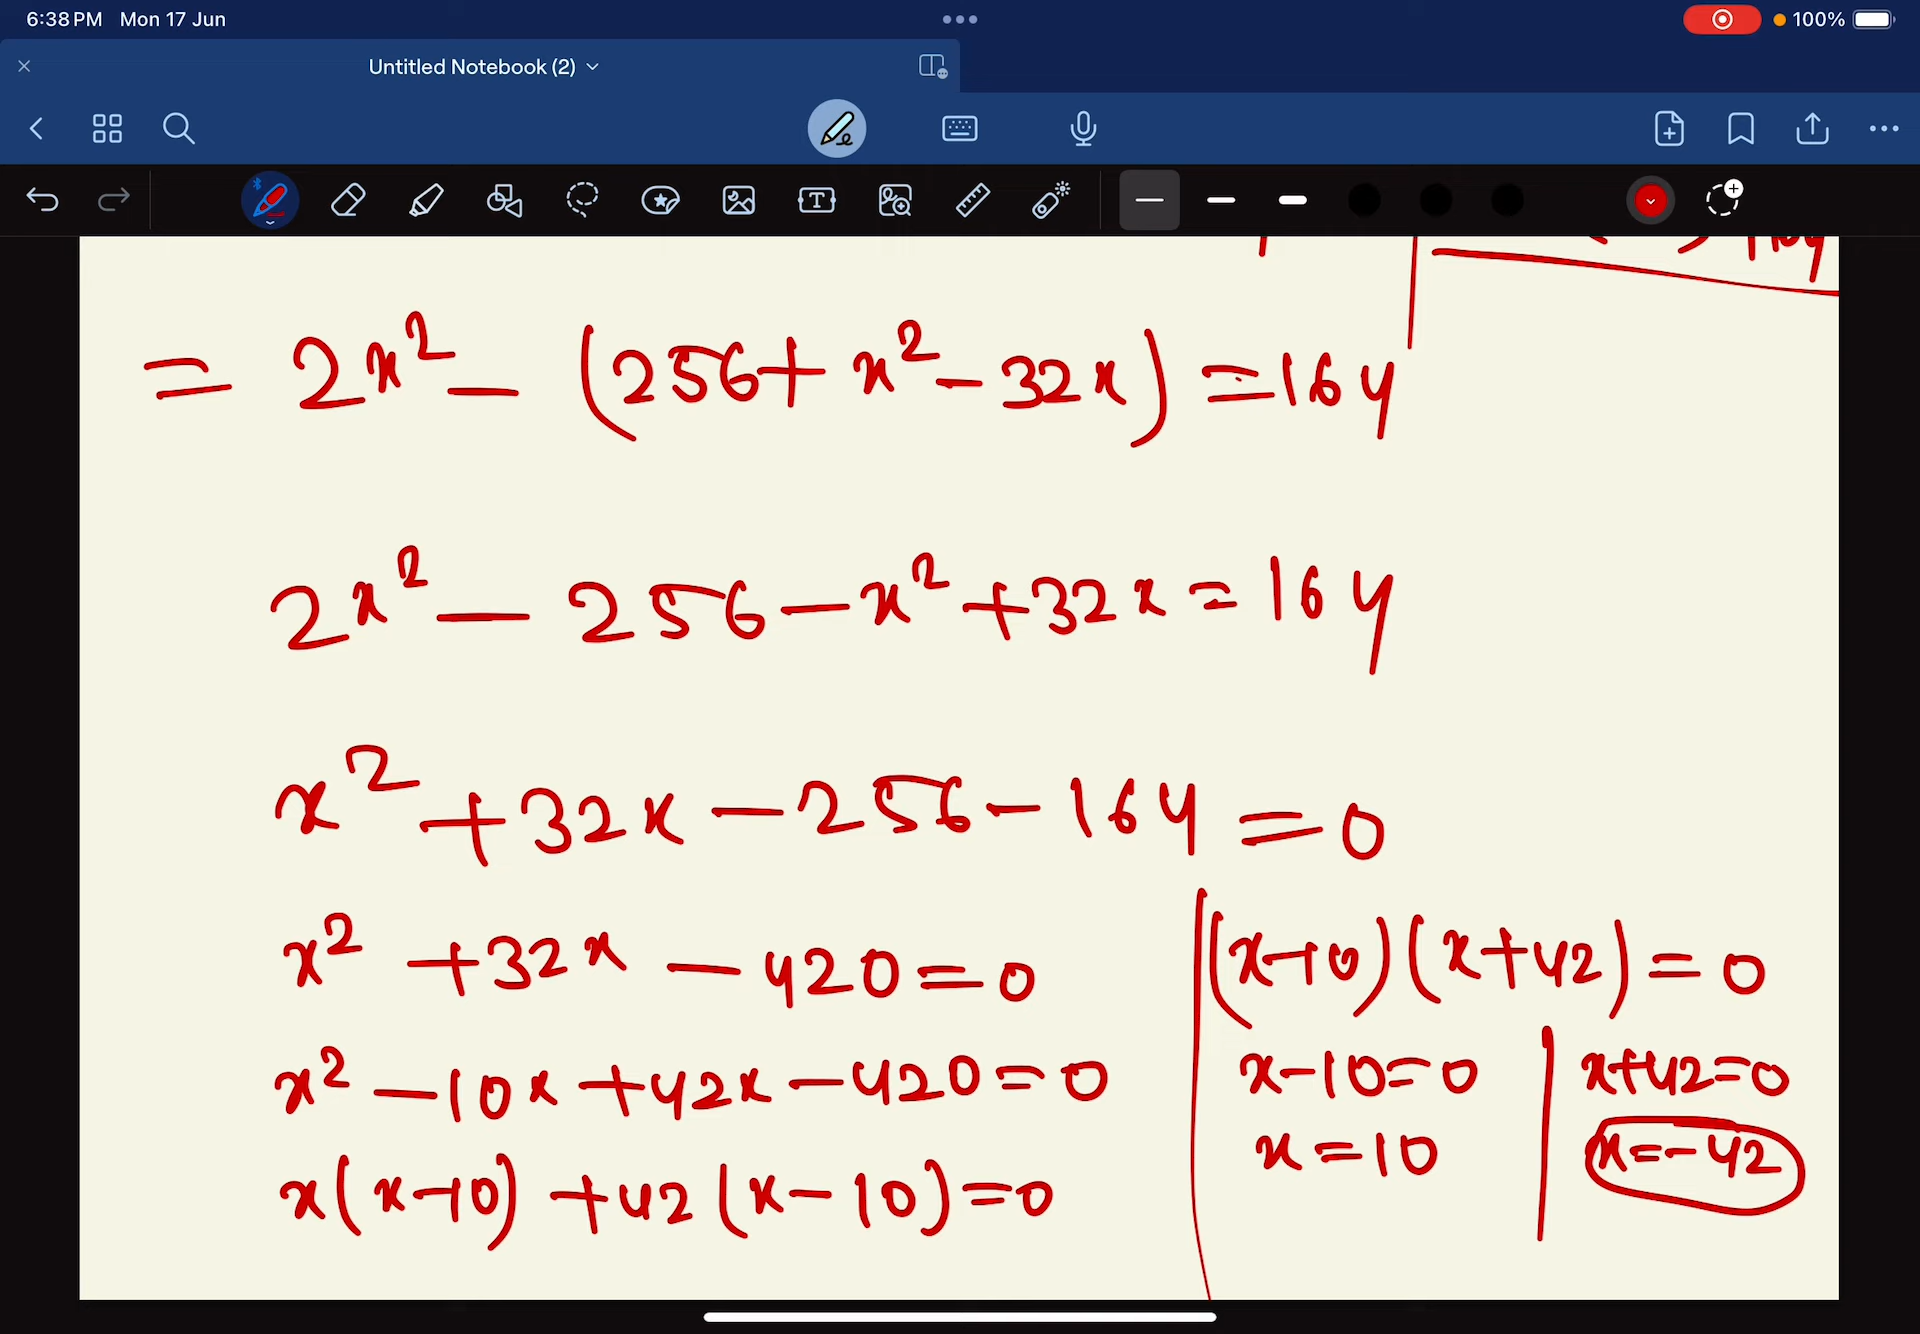 6:38 PM Mon 17 Jun
100%
Untitled Notebook (2)
= 2x² - (256 + x² - 32x) = 164
2x² - 256 - x² + 32x = 164
x² + 32x - 256 - 164 = 0
x² + 32x - 420 = 0
x² - 10x + 42x - 420 = 0
x(x-10) + 42(x-10) = 0
(x-10)(x+42) = 0
x-10=0
x=10
x+42=0
x=-42